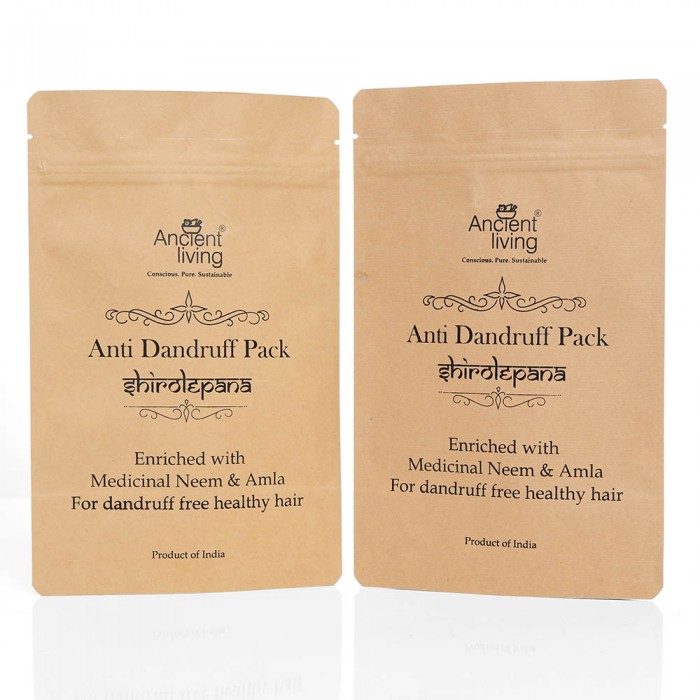 Ancient
living
®
Conscious. Pure. Sustainable
Anti Dandruff Pack
shirolepana
Enriched with
Medicinal Neem & Amla
For dandruff free healthy hair
Product of India
Ancient
living
®
Conscious. Pure. Sustainable
Anti Dandruff Pack
shirolepana
Enriched with
Medicinal Neem & Amla
For dandruff free healthy hair
Product of India